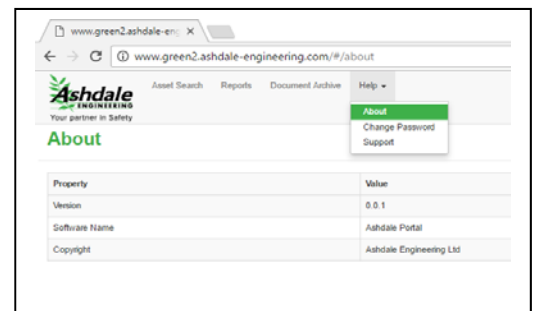 www.green2.ashdale-eng
www.green2.ashdale-engineering.com/#/about
Ashdale
ENGINEERING
Your partner in Safety
Asset Search Reports Document Archive Help
About
Change Password
Support
About
Property Value
Version 0.0.1
Software Name Ashdale Portal
Copyright Ashdale Engineering Ltd